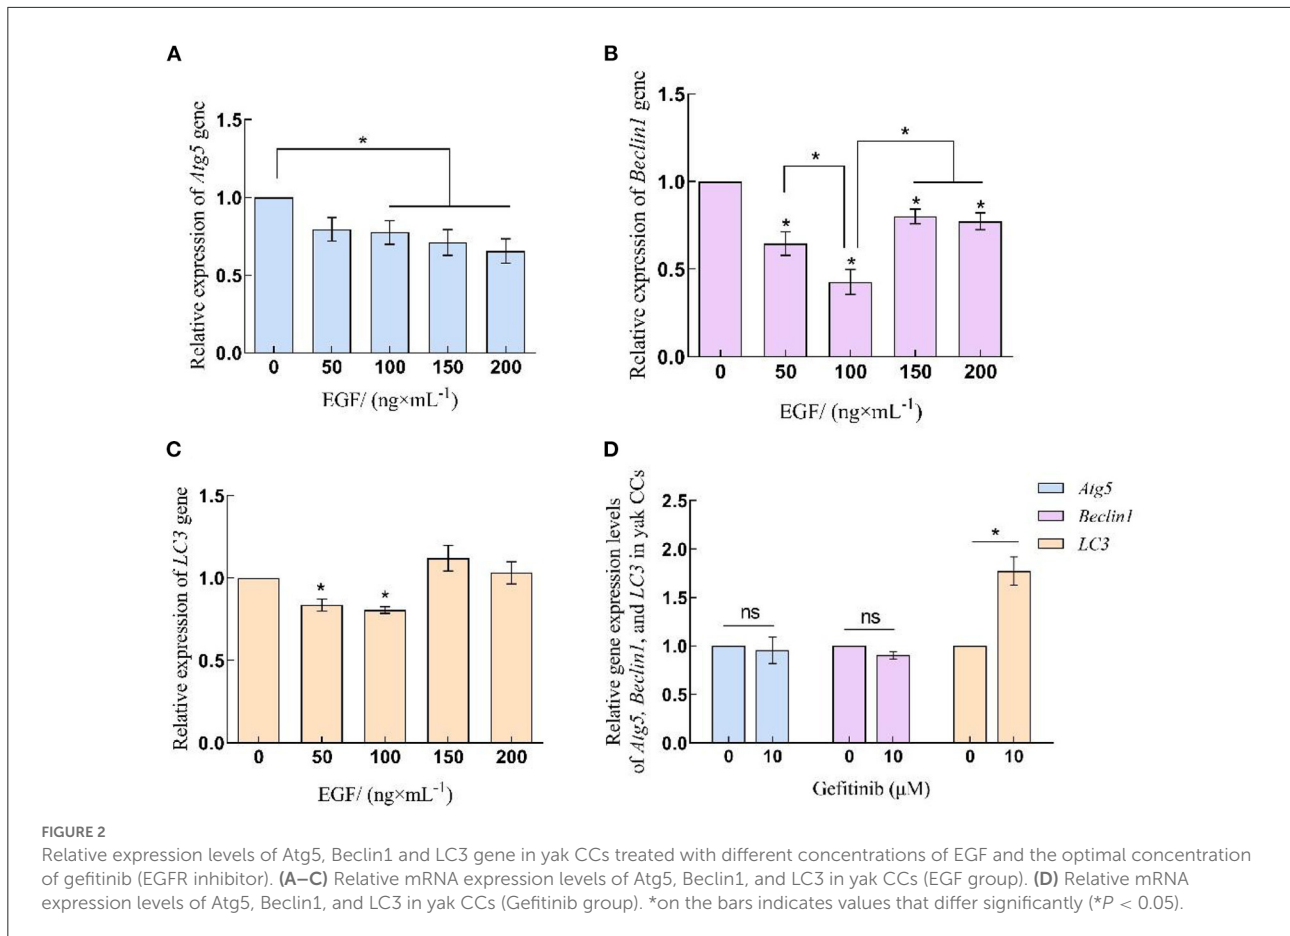 A
Relative expression of Atg5 gene
1.5
1.0
0.5
0.0
*
0 50 100 150 200
EGF/ (ng×mL⁻¹)
B
Relative expression of Beclin1 gene
1.5
1.0
0.5
0.0
* *
* * * *
0 50 100 150 200
EGF/ (ng×mL⁻¹)
C
Relative expression of LC3 gene
1.5
1.0
0.5
0.0
* *
0 50 100 150 200
EGF/ (ng×mL⁻¹)
D
Relative gene expression levels
of Atg5, Beclin1, and LC3 in yak CCs
2.5
2.0
1.5
1.0
0.5
0.0
ns ns *
0 10 0 10 0 10
Gefitinib (μM)
Atg5
Beclin1
LC3
FIGURE 2
Relative expression levels of Atg5, Beclin1 and LC3 gene in yak CCs treated with different concentrations of EGF and the optimal concentration
of gefitinib (EGFR inhibitor). (A–C) Relative mRNA expression levels of Atg5, Beclin1, and LC3 in yak CCs (EGF group). (D) Relative mRNA
expression levels of Atg5, Beclin1, and LC3 in yak CCs (Gefitinib group). *on the bars indicates values that differ significantly (*P < 0.05).